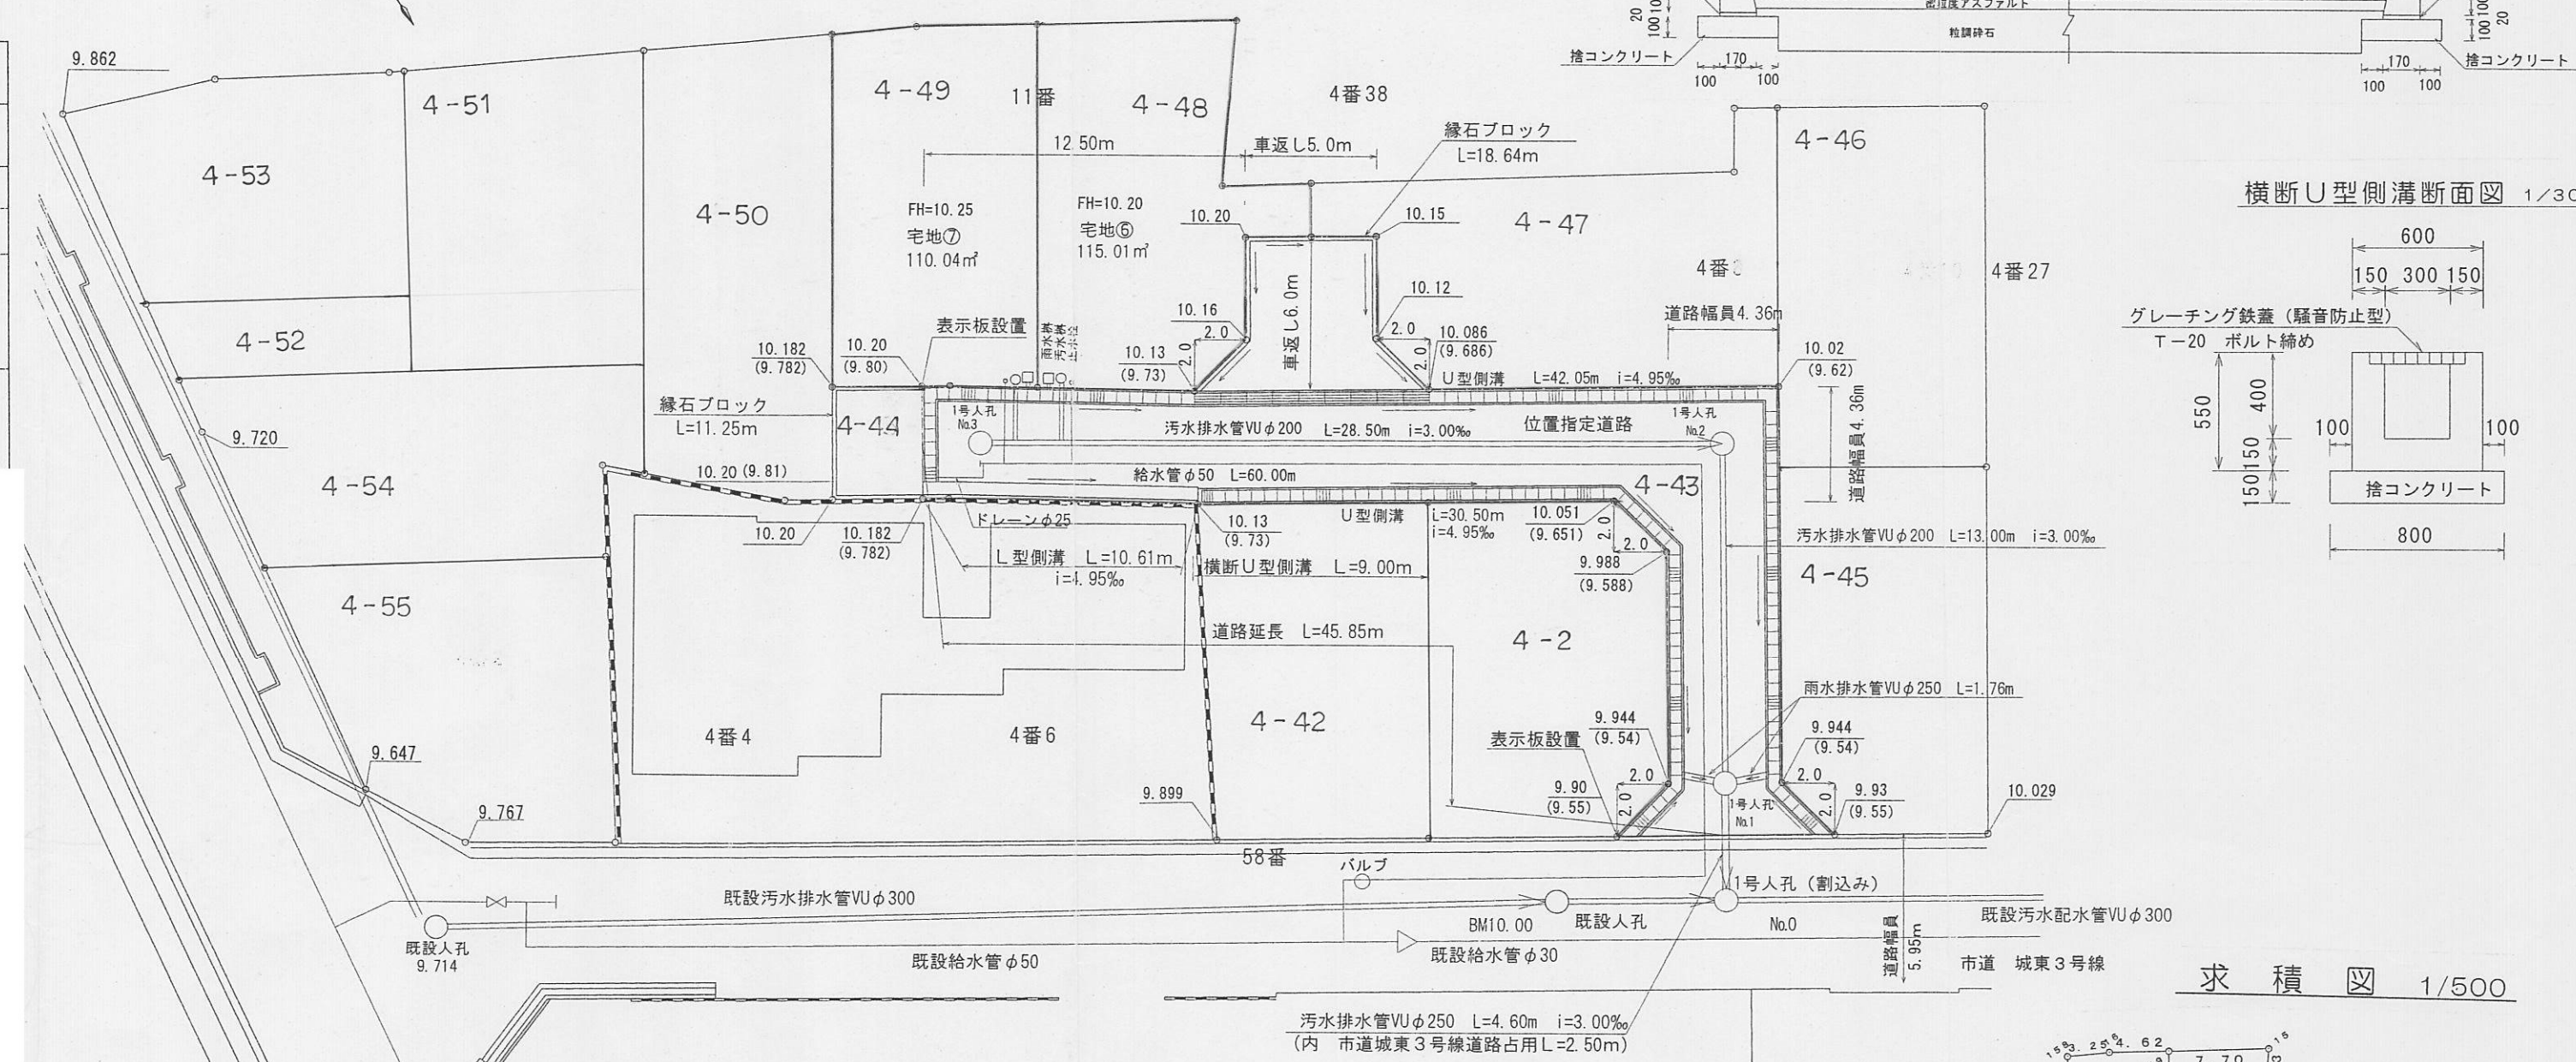 9.862
4-53
4-51
4-52
4-50
4-49
11番
4-48
4番38
12.50m
車返し5.0m
縁石ブロック
L=18.64m
FH=10.25
宅地⑦
110.04㎡
FH=10.20
宅地⑥
115.01㎡
10.20
10.15
4-47
4-46
4番27
車返し6.0m
10.16
2.0
2.0
10.13
(9.73)
10.12
2.0
2.0
10.086
(9.686)
道路幅員4.36m
10.02
(9.62)
表示板設置
10.182
(9.782)
10.20
(9.80)
U型側溝 L=42.05m i=4.95‰
縁石ブロック
L=11.25m
4-44
1号人孔
No.3
汚水排水管VUφ200 L=28.50m i=3.00‰
位置指定道路
1号人孔
No.2
道路幅員4.36m
9.720
4-54
10.20 (9.81)
給水管φ50 L=60.00m
4-43
10.20
10.182
(9.782)
ドレーンφ25
10.13
(9.73)
U型側溝 L=30.50m
i=4.95‰
10.051
(9.651)
2.0
2.0
9.988
(9.588)
汚水排水管VUφ200 L=13.00m i=3.00‰
L型側溝 L=10.61m
i=4.95‰
横断U型側溝 L=9.00m
4-45
4-55
道路延長 L=45.85m
4-2
雨水排水管VUφ250 L=1.76m
4番4
4番6
4-42
表示板設置
9.944
(9.54)
9.944
(9.54)
9.647
9.767
9.899
9.90
(9.55)
2.0
2.0
1号人孔
No.1
2.0
2.0
9.93
(9.55)
10.029
58番
バルブ
既設汚水排水管VUφ300
既設人孔
9.714
既設給水管φ50
BM10.00
既設人孔
既設給水管φ30
1号人孔(割込み)
No.0
既設汚水配水管VUφ300
道路幅員
5.95m
市道 城東3号線
汚水排水管VUφ250 L=4.60m i=3.00‰
(内 市道城東3号線道路占用L=2.50m)
粒調砕石
捨コンクリート
170
100
100
捨コンクリート
170
100
100
横断U型側溝断面図
600
150 300 150
グレーチング鉄蓋(騒音防止型)
T-20 ボルト締め
550
400
150
150
100
100
捨コンクリート
800
求積図 1/500
4.62
7.70